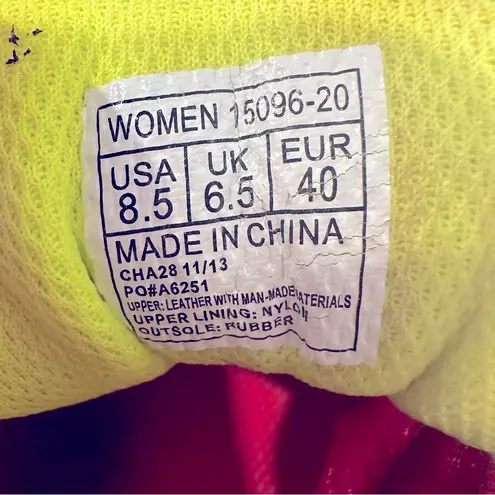 WOMEN 15096-20
USA UK EUR
8.5 6.5 40
MADE IN CHINA
CHA28 11/13
PO#A6251
UPPER: LEATHER WITH MAN-MADE MATERIALS
UPPER LINING: NYLON
OUTSOLE: RUBBER